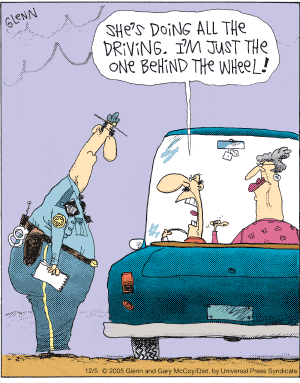 GLENN
SHE'S DOING ALL THE
DRIVING. I'M JUST THE
ONE BEHIND THE WHEEL!
12/5 © 2005 Glenn and Gary McCoy/Dist. by Universal Press Syndicate